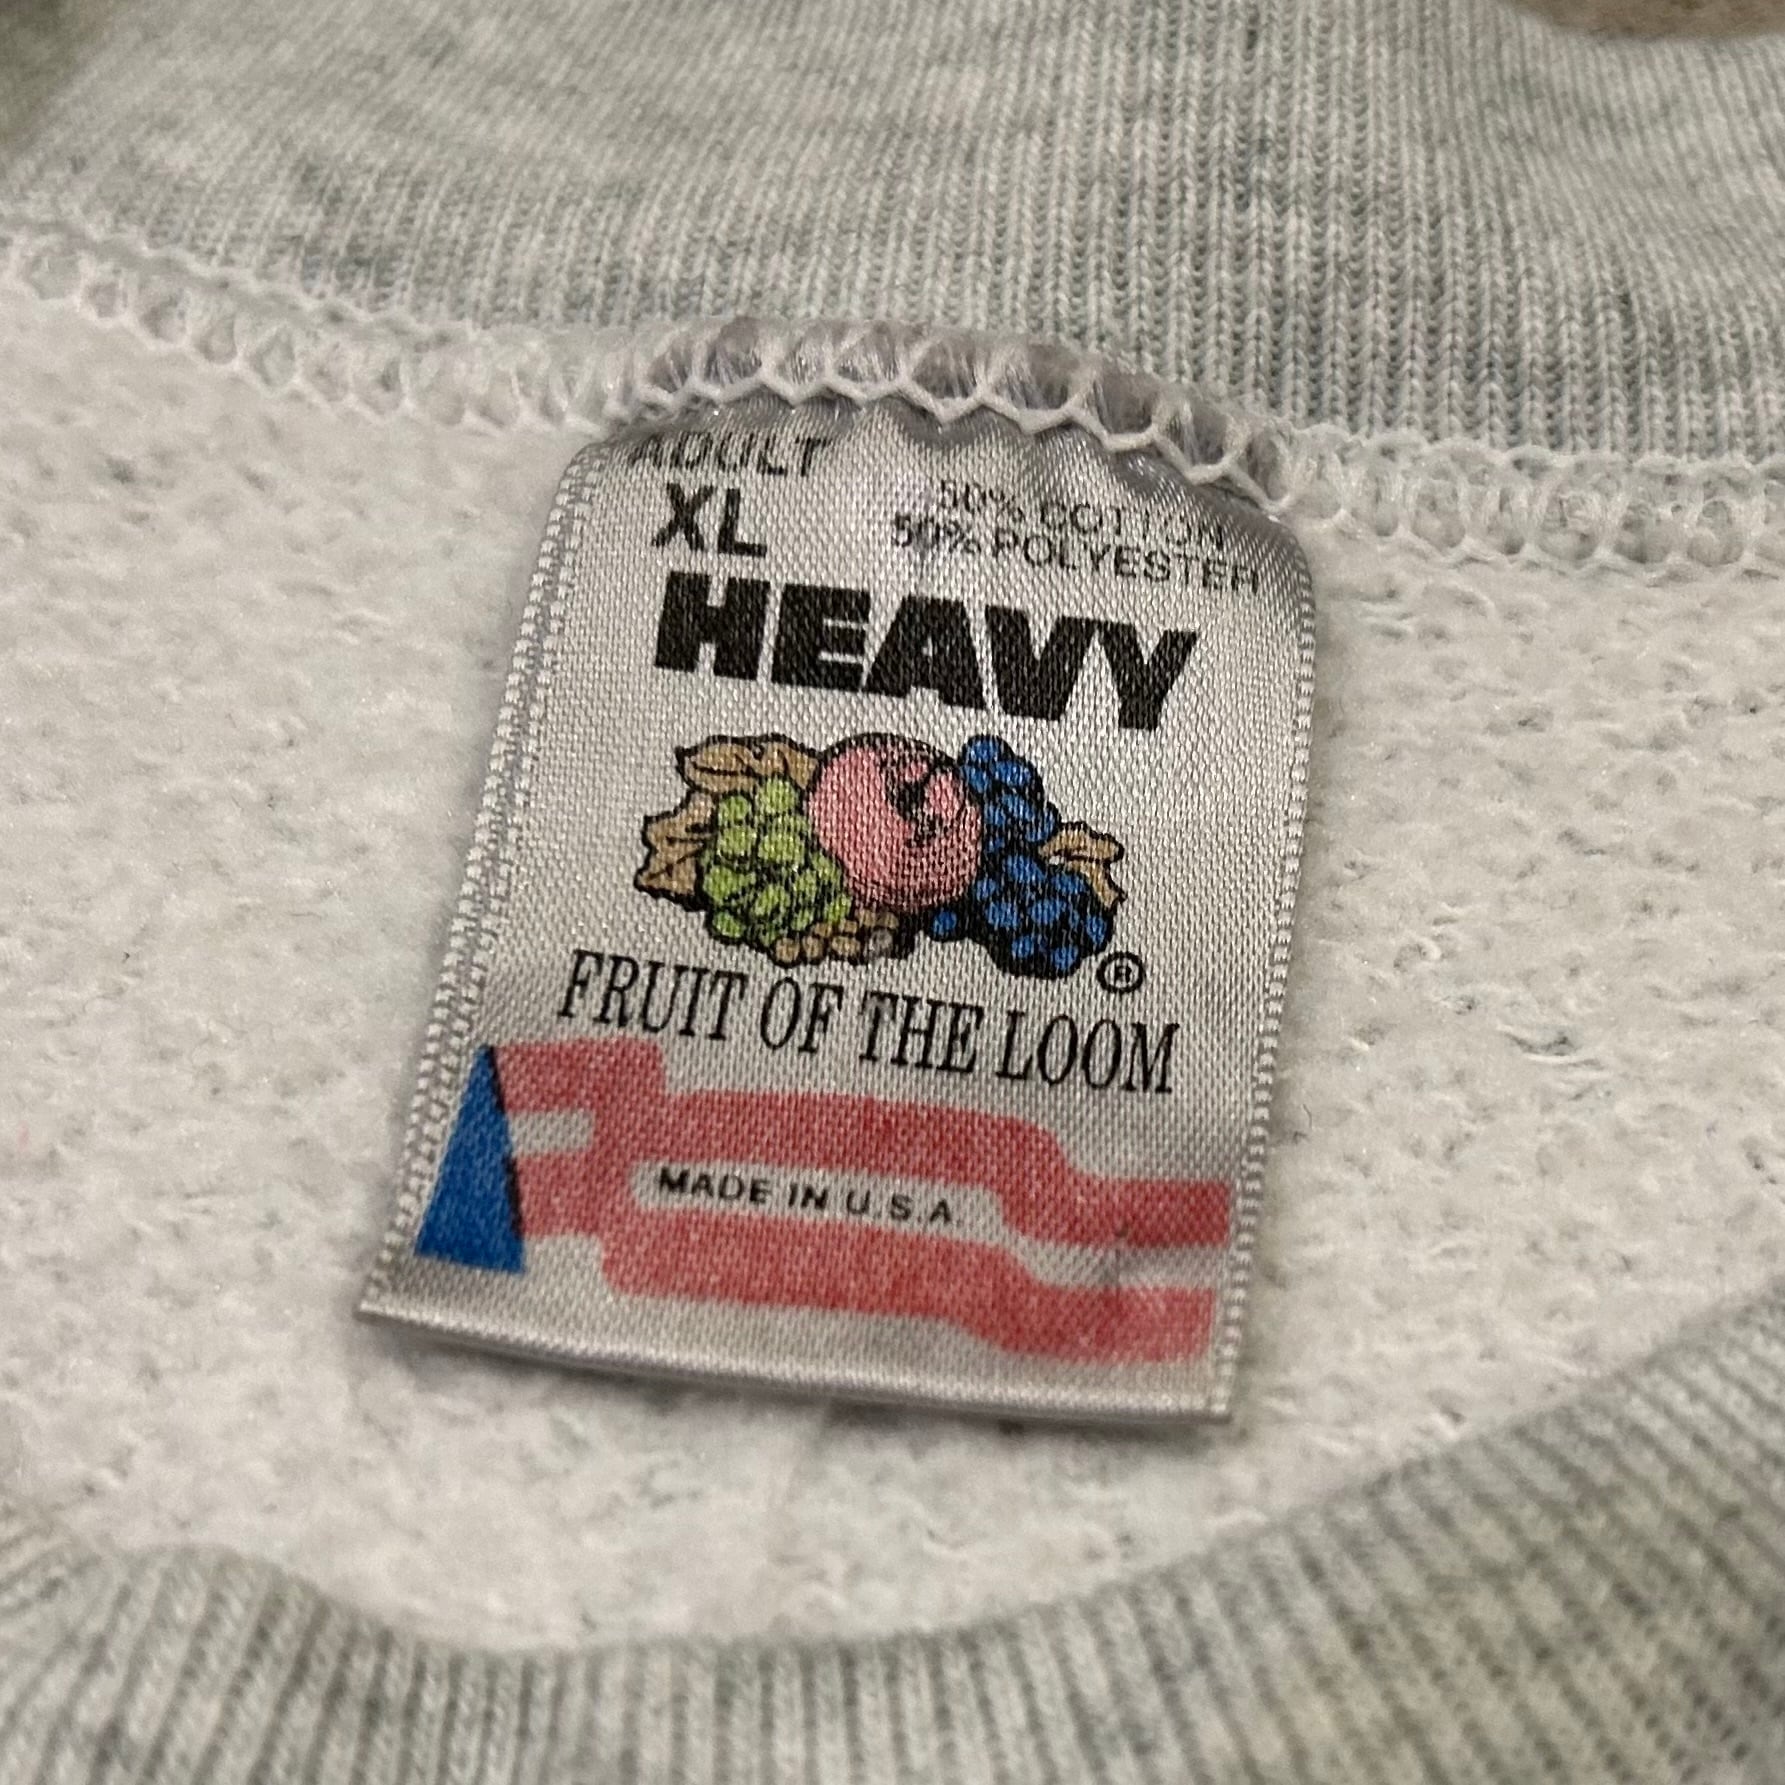 ADULT
XL
50% COTTON
50% POLYESTER
HEAVY
®
FRUIT OF THE LOOM
MADE IN U.S.A.